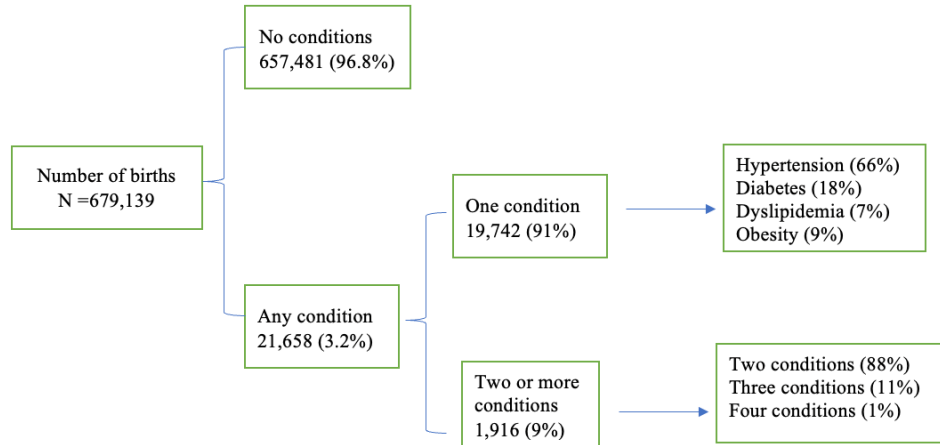 No conditions
657,481 (96.8%)
Number of births
N =679,139
Hypertension (66%)
Diabetes (18%)
Dyslipidemia (7%)
Obesity (9%)
One condition
19,742 (91%)
Any condition
21,658 (3.2%)
Two or more
conditions
1,916 (9%)
Two conditions (88%)
Three conditions (11%)
Four conditions (1%)